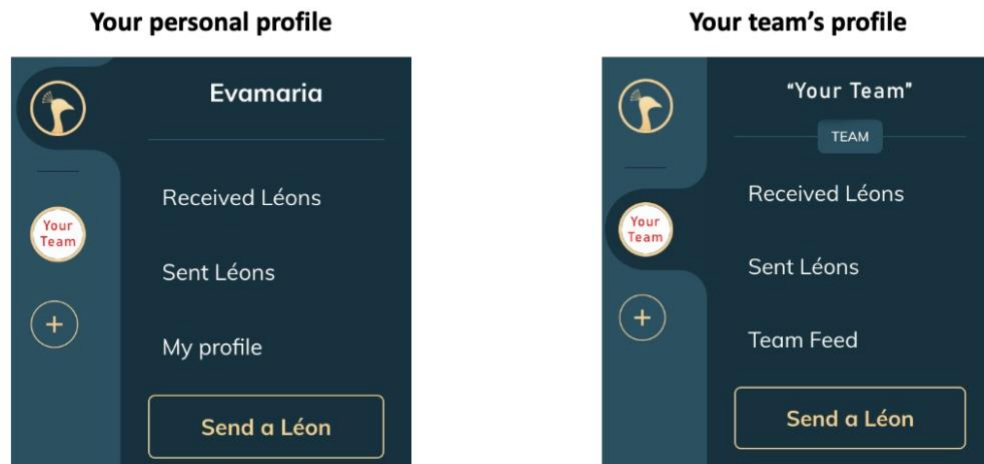 Your personal profile
Evamaria
Received Léons
Your
Team
Sent Léons
+
My profile
Send a Léon
Your team’s profile
“Your Team”
TEAM
Received Léons
Your
Team
Sent Léons
+
Team Feed
Send a Léon